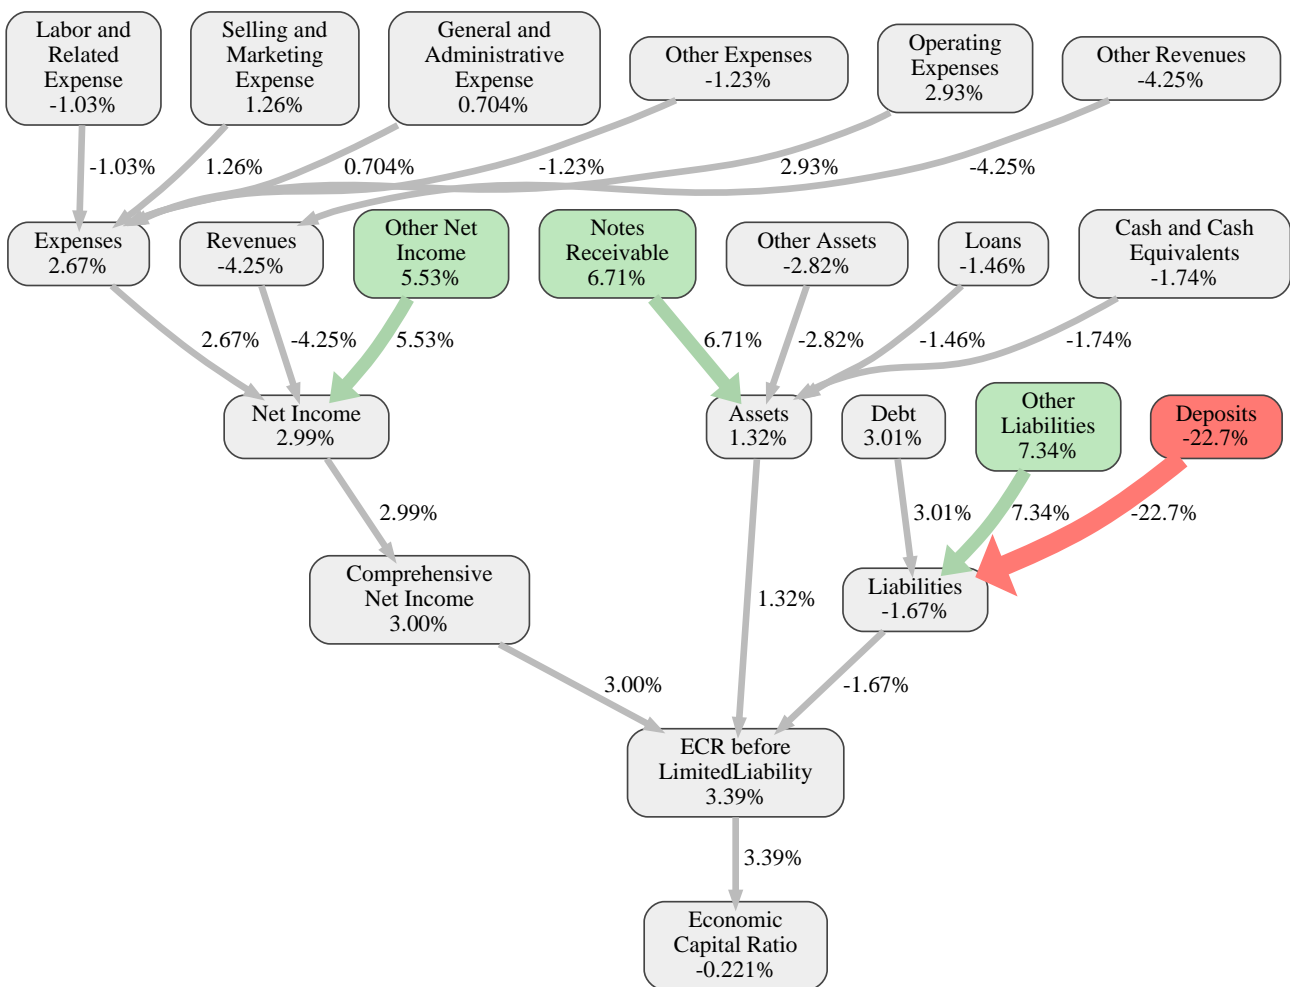 Labor and
Related
Expense
-1.03%
Selling and
Marketing
Expense
1.26%
General and
Administrative
Expense
0.704%
Other Expenses
-1.23%
Operating
Expenses
2.93%
Other Revenues
-4.25%
-1.03%
1.26%
0.704%
-1.23%
2.93%
-4.25%
Expenses
2.67%
Revenues
-4.25%
Other Net
Income
5.53%
Notes
Receivable
6.71%
Other Assets
-2.82%
Loans
-1.46%
Cash and Cash
Equivalents
-1.74%
2.67%
-4.25%
5.53%
6.71%
-2.82%
-1.46%
-1.74%
Net Income
2.99%
Assets
1.32%
Debt
3.01%
Other
Liabilities
7.34%
Deposits
-22.7%
2.99%
3.01%
7.34%
-22.7%
Comprehensive
Net Income
3.00%
1.32%
Liabilities
-1.67%
3.00%
-1.67%
ECR before
LimitedLiability
3.39%
3.39%
Economic
Capital Ratio
-0.221%